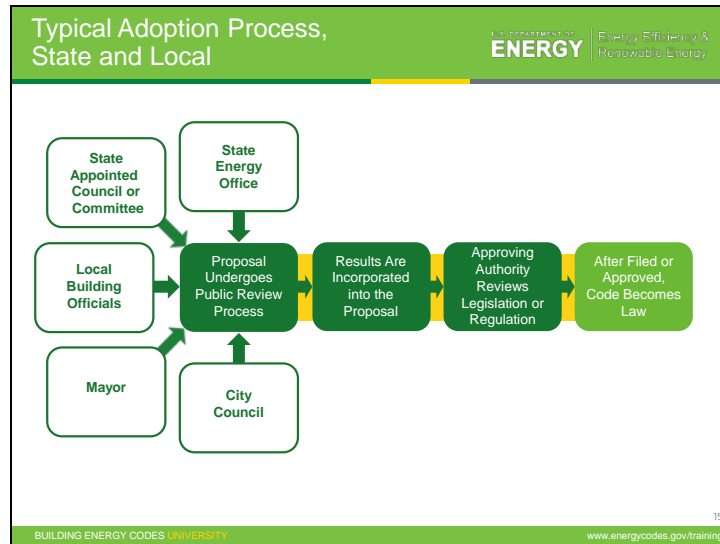 Typical Adoption Process,
State and Local
U.S. DEPARTMENT OF
ENERGY
Energy Efficiency &
Renewable Energy
State
Appointed
Council or
Committee
State
Energy
Office
Local
Building
Officials
Proposal
Undergoes
Public Review
Process
Results Are
Incorporated
into the
Proposal
Approving
Authority
Reviews
Legislation or
Regulation
After Filed or
Approved,
Code Becomes
Law
Mayor
City
Council
15
BUILDING ENERGY CODES UNIVERSITY
www.energycodes.gov/training